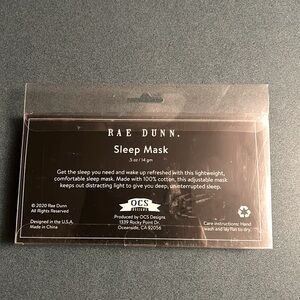 RAE DUNN.
Sleep Mask
.5 oz / 14 gm
Get the sleep you need and wake up refreshed with this lightweight,
comfortable sleep mask. Made with 100% cotton, this adjustable mask
keeps out distracting light to give you deep, uninterrupted sleep.
© 2020 Rae Dunn
All Rights Reserved
Designed in the U.S.A.
Made in China
OCS
DESIGNS
Produced by OCS Designs
1339 Rocky Point Dr.
Oceanside, CA 92056
Care instructions: Hand
wash and lay flat to dry.